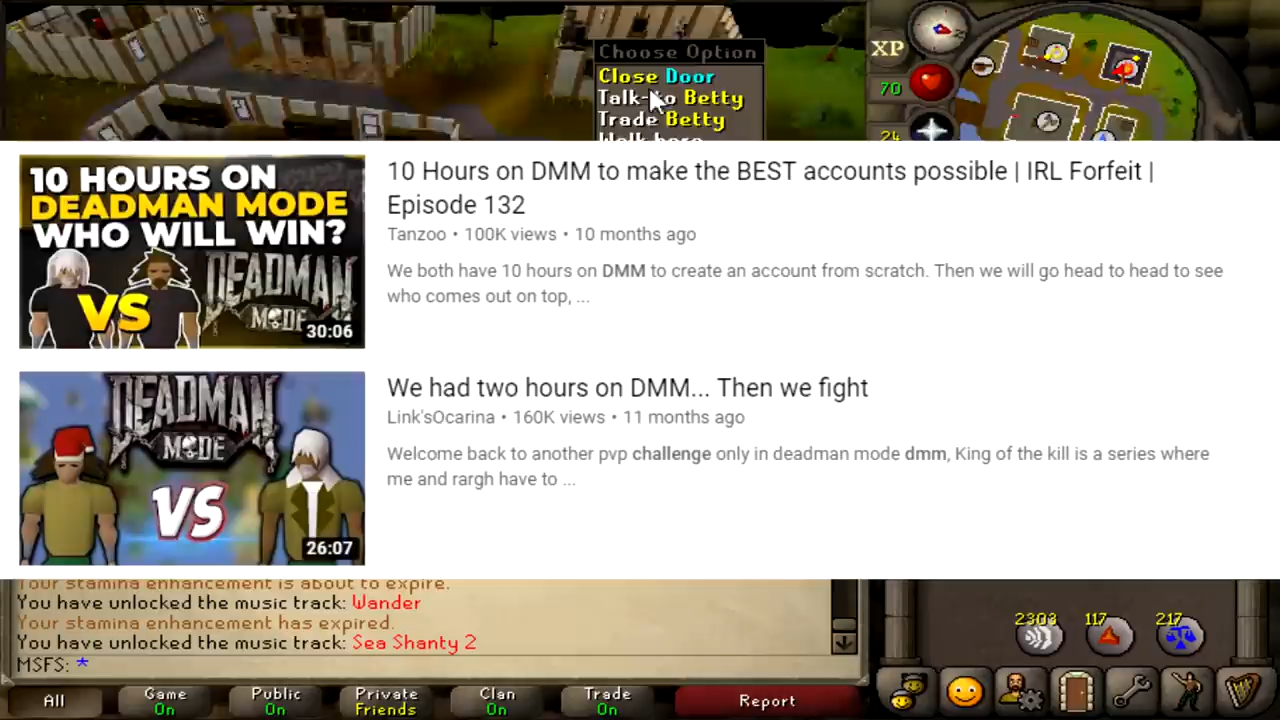 Choose Option
Close Door
Talk-to Betty
Trade Betty
Walk here
XP
70
24
10 HOURS ON
DEADMAN MODE
WHO WILL WIN?
VS
DEADMAN
MODE
30:06
10 Hours on DMM to make the BEST accounts possible | IRL Forfeit |
Episode 132
Tanzoo • 100K views • 10 months ago
We both have 10 hours on DMM to create an account from scratch. Then we will go head to head to see
who comes out on top, ...
DEADMAN
MODE
VS
26:07
We had two hours on DMM... Then we fight
Link'sOcarina • 160K views • 11 months ago
Welcome back to another pvp challenge only in deadman mode dmm, King of the kill is a series where
me and rargh have to ...
Your stamina enhancement is about to expire.
You have unlocked the music track: Wander
Your stamina enhancement has expired.
You have unlocked the music track: Sea Shanty 2
MSFS: *
2303 117 217
All
Game
On
Public
On
Private
Friends
Clan
On
Trade
On
Report